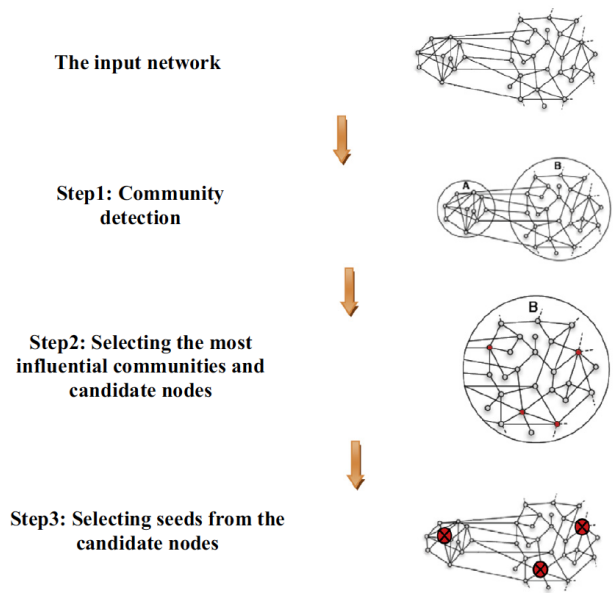 The input network
Step1: Community
detection
A
B
Step2: Selecting the most
influential communities and
candidate nodes
B
Step3: Selecting seeds from the
candidate nodes